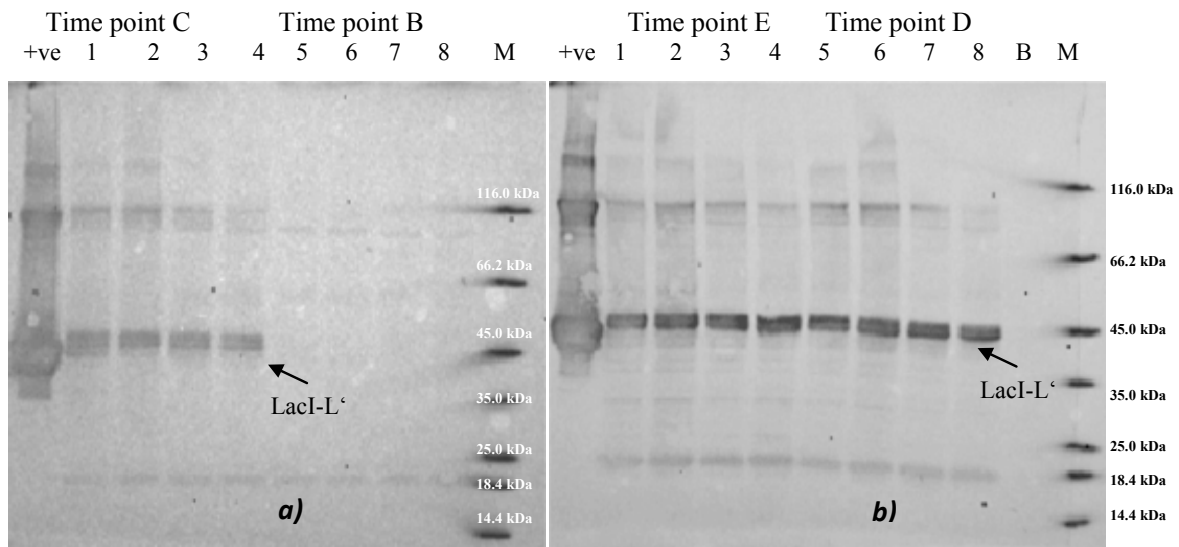 Time point C Time point B Time point E Time point D
+ve 1 2 3 4 5 6 7 8 M +ve 1 2 3 4 5 6 7 8 B M
116.0 kDa 116.0 kDa
66.2 kDa 66.2 kDa
45.0 kDa 45.0 kDa
LacI-L‘ LacI-L‘
35.0 kDa 35.0 kDa
25.0 kDa 25.0 kDa
18.4 kDa 18.4 kDa
a) b)
14.4 kDa 14.4 kDa